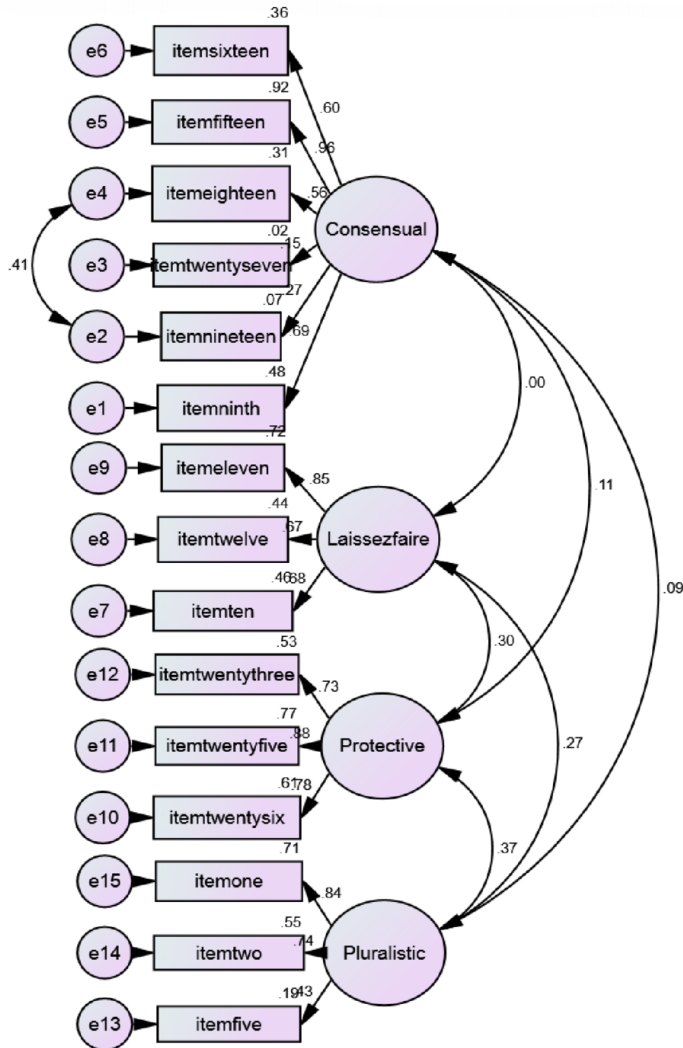 .36
e6 itemsixteen
.60
.92
e5 itemfifteen
.96
.31
e4 itemeighteen
.56
Consensual
.02
.15
e3 itemtwentyseven
.41
.27
.07
e2 itemnineteen
.69
.48
e1 itemninth
.00
.72
e9 itemeleven
.85
.11
.44
.67
e8 itemtwelve
Laissezfaire
.46
.68
.09
e7 itemten
.53
.30
e12 itemtwentythree
.73
.77
.88
e11 itemtwentyfive
Protective
.27
.61
.78
e10 itemtwentysix
.71
.37
e15 itemone
.84
.55
.74
e14 itemtwo
Pluralistic
.19
.43
e13 itemfive